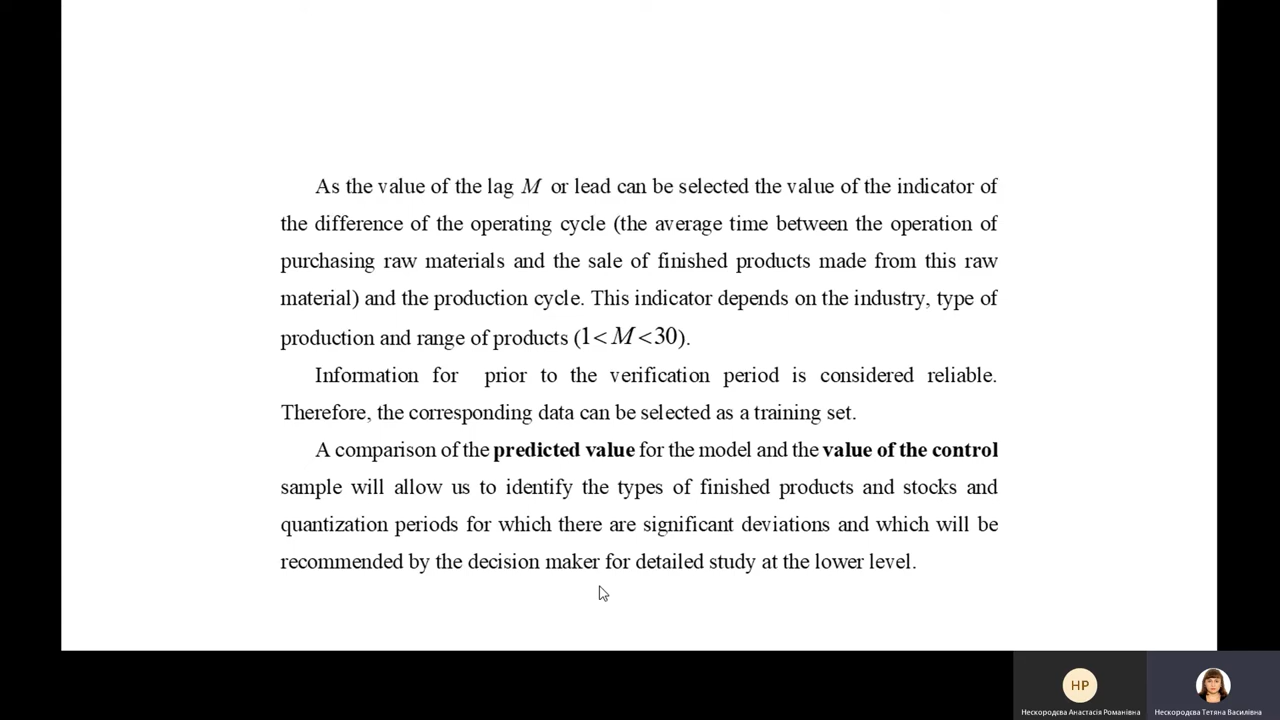 As the value of the lag M or lead can be selected the value of the indicator of
the difference of the operating cycle (the average time between the operation of
purchasing raw materials and the sale of finished products made from this raw
material) and the production cycle. This indicator depends on the industry, type of
production and range of products (1 < M < 30).
Information for prior to the verification period is considered reliable.
Therefore, the corresponding data can be selected as a training set.
A comparison of the predicted value for the model and the value of the control
sample will allow us to identify the types of finished products and stocks and
quantization periods for which there are significant deviations and which will be
recommended by the decision maker for detailed study at the lower level.
НР
Нескородєва Анастасія Романівна
Нескородєва Тетяна Василівна